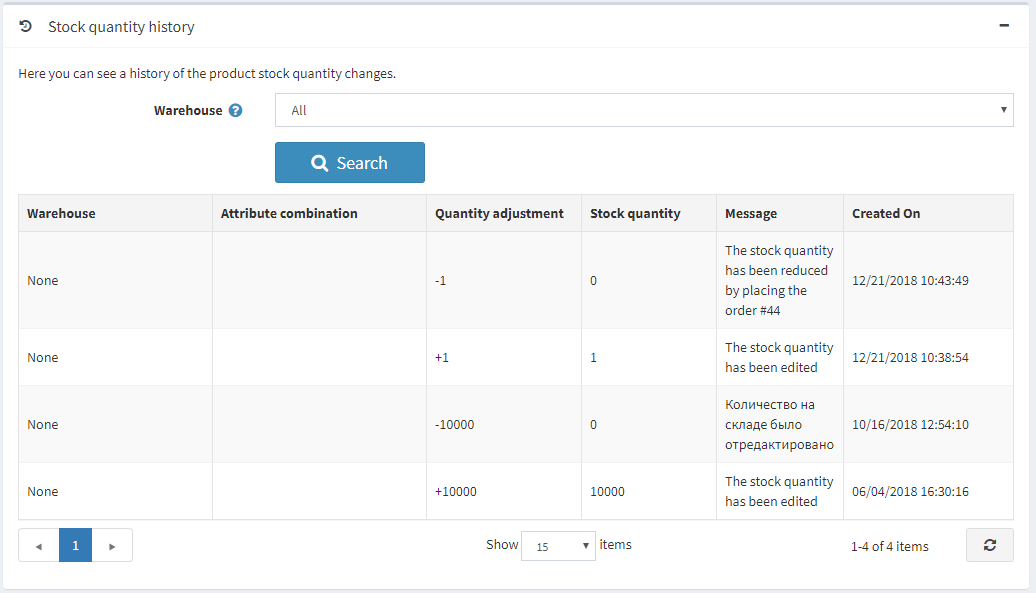 Stock quantity history
Here you can see a history of the product stock quantity changes.
Warehouse
All
Search
Warehouse Attribute combination Quantity adjustment Stock quantity Message Created On
None -1 0 The stock quantity
has been reduced
by placing the
order #44 12/21/2018 10:43:49
None +1 1 The stock quantity
has been edited 12/21/2018 10:38:54
None -10000 0 Количество на
складе было
отредактировано 10/16/2018 12:54:10
None +10000 10000 The stock quantity
has been edited 06/04/2018 16:30:16
1 Show 15 items 1-4 of 4 items